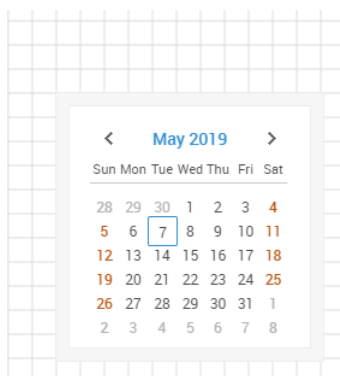 May 2019
Sun Mon Tue Wed Thu Fri Sat
28 29 30 1 2 3 4
5 6 7 8 9 10 11
12 13 14 15 16 17 18
19 20 21 22 23 24 25
26 27 28 29 30 31 1
2 3 4 5 6 7 8